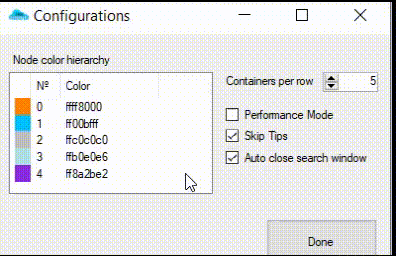 Configurations
Node color hierarchy
Nº Color
0 ffff8000
1 ff00bfff
2 ffc0c0c0
3 ffb0e0e6
4 ff8a2be2
Containers per row 5
Performance Mode
Skip Tips
Auto close search window
Done